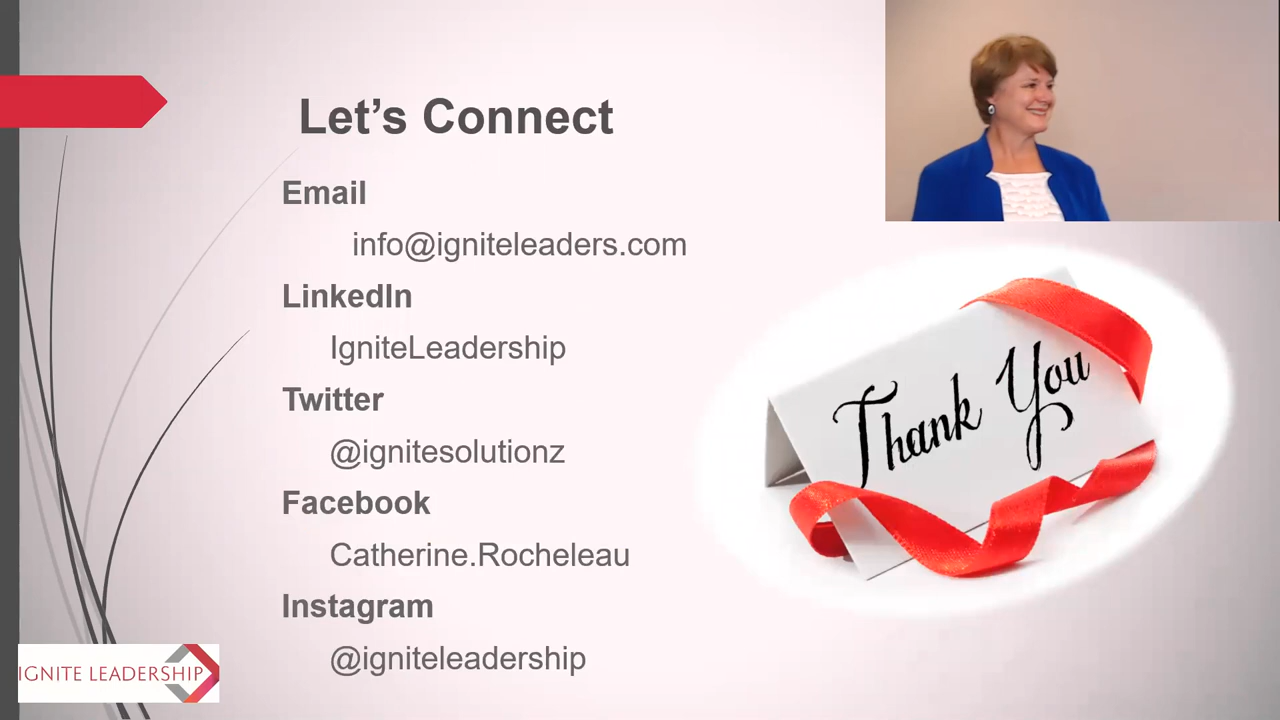 Let’s Connect
Email
info@igniteleaders.com
LinkedIn
IgniteLeadership
Twitter
@ignitesolutionz
Facebook
Catherine.Rocheleau
Instagram
@igniteleadership
Thank You
IGNITE LEADERSHIP